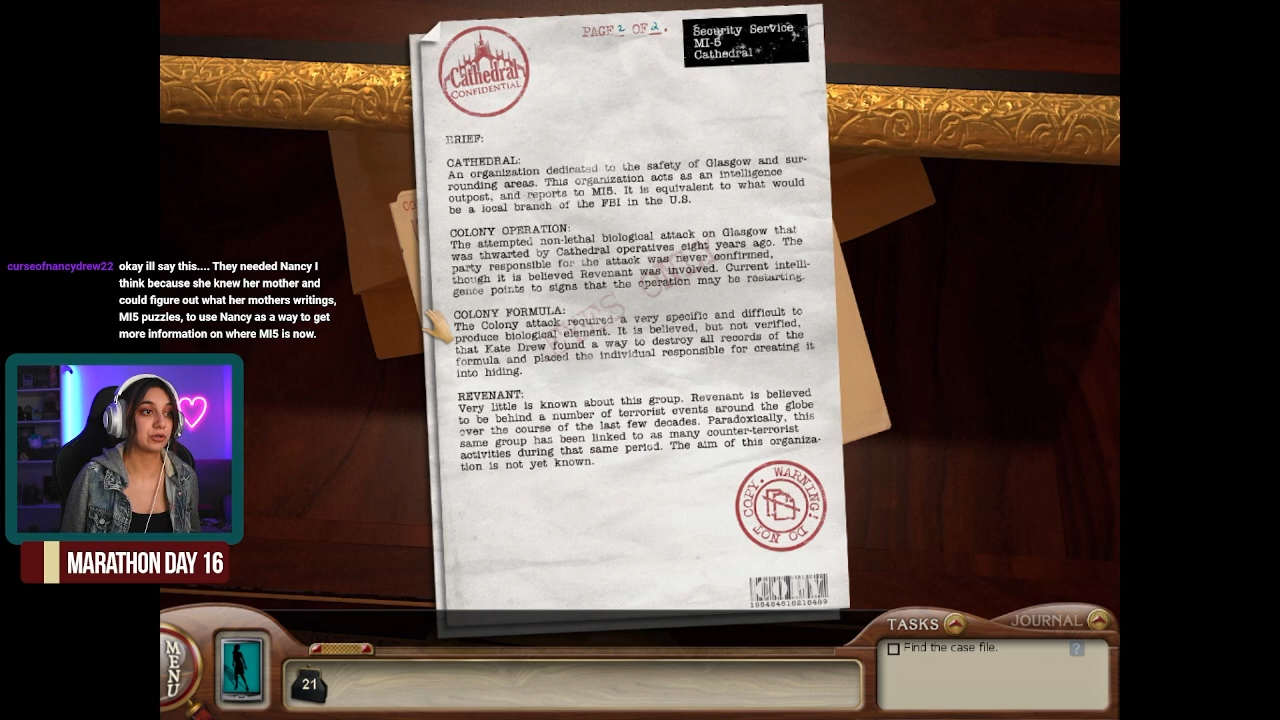 PAGE 2 OF 2.
Security Service
MI-5
Cathedral
Cathedral
CONFIDENTIAL
BRIEF:
CATHEDRAL:
An organization dedicated to the safety of Glasgow and sur-
rounding areas. This organization acts as an intelligence
outpost, and reports to MI5. It is equivalent to what would
be a local branch of the FBI in the U.S.
COLONY OPERATION:
The attempted non-lethal biological attack on Glasgow that
was thwarted by Cathedral operatives eight years ago. The
party responsible for the attack was never confirmed,
though it is believed Revenant was involved. Current intelli-
gence points to signs that the operation may be restarting.
COLONY FORMULA:
The Colony attack required a very specific and difficult to
produce biological element. It is believed, but not verified,
that Kate Drew found a way to destroy all records of the
formula and placed the individual responsible for creating it
into hiding.
REVENANT:
Very little is known about this group. Revenant is believed
to be behind a number of terrorist events around the globe
over the course of the last few decades. Paradoxically, this
same group has been linked to as many counter-terrorist
activities during that same period. The aim of this organiza-
tion is not yet known.
WARNING! DO NOT COPY.
curseofnancydrew22 okay ill say this.... They needed Nancy I
think because she knew her mother and
could figure out what her mothers writings,
MI5 puzzles, to use Nancy as a way to get
more information on where MI5 is now.
MARATHON DAY 16
MENU
21
TASKS
JOURNAL
Find the case file.
?